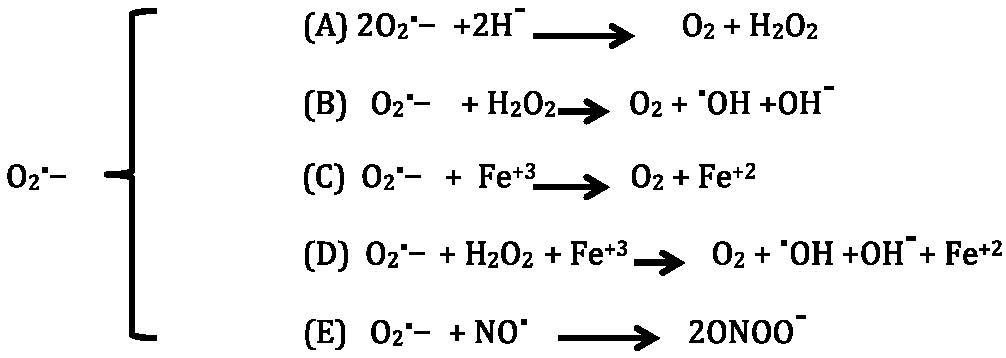 (A) 2O₂•– +2H⁻ ⟶ O₂ + H₂O₂
(B) O₂•– + H₂O₂ ⟶ O₂ + •OH +OH⁻
O₂•–
(C) O₂•– + Fe⁺³ ⟶ O₂ + Fe⁺²
(D) O₂•– + H₂O₂ + Fe⁺³ ⟶ O₂ + •OH +OH⁻ + Fe⁺²
(E) O₂•– + NO• ⟶ 2ONOO⁻